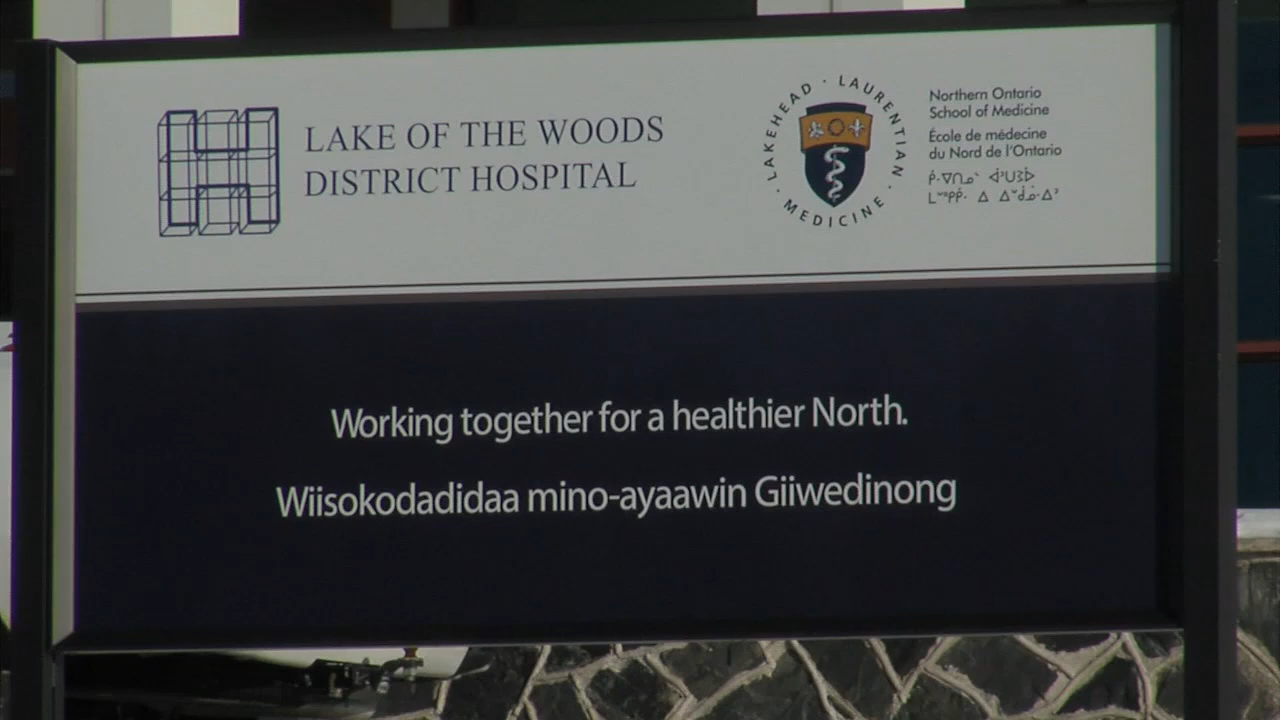 LAKE OF THE WOODS
DISTRICT HOSPITAL
LAKEHEAD · LAURENTIAN · MEDICINE ·
Northern Ontario
School of Medicine
École de médecine
du Nord de l'Ontario
Working together for a healthier North.
Wiisokodadidaa mino-ayaawin Giiwedinong